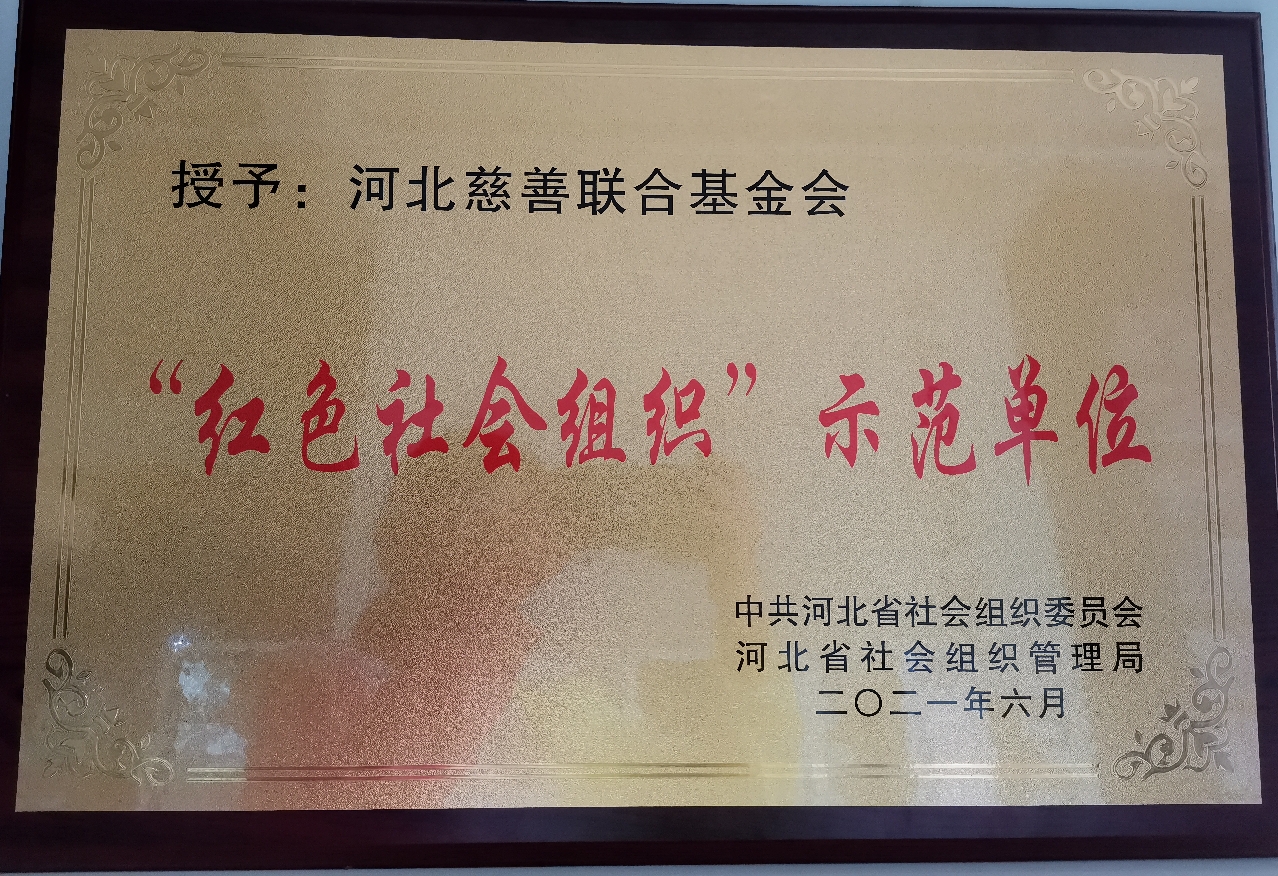 授予：河北慈善联合基金会
“红色社会组织”示范单位
中共河北省社会组织委员会
河北省社会组织管理局
二〇二一年六月